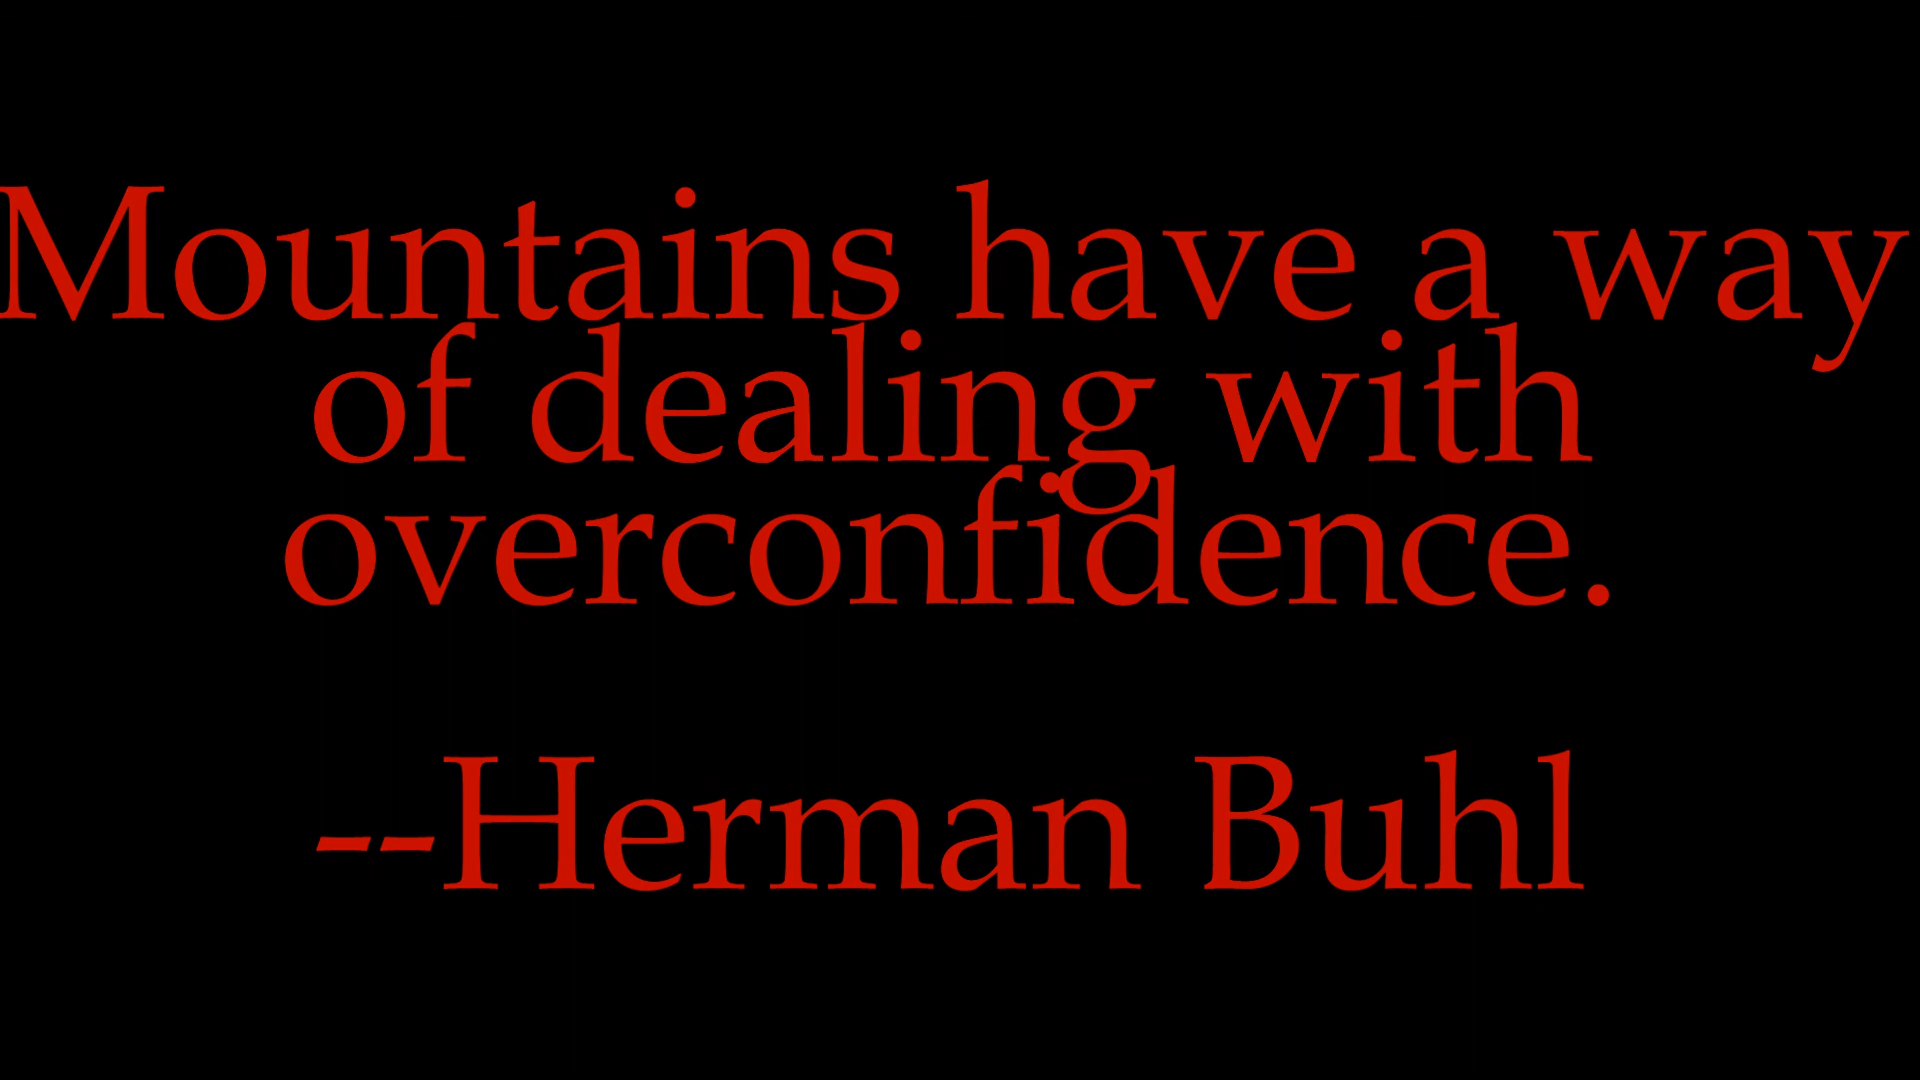 Mountains have a way
of dealing with
overconfidence.
--Herman Buhl